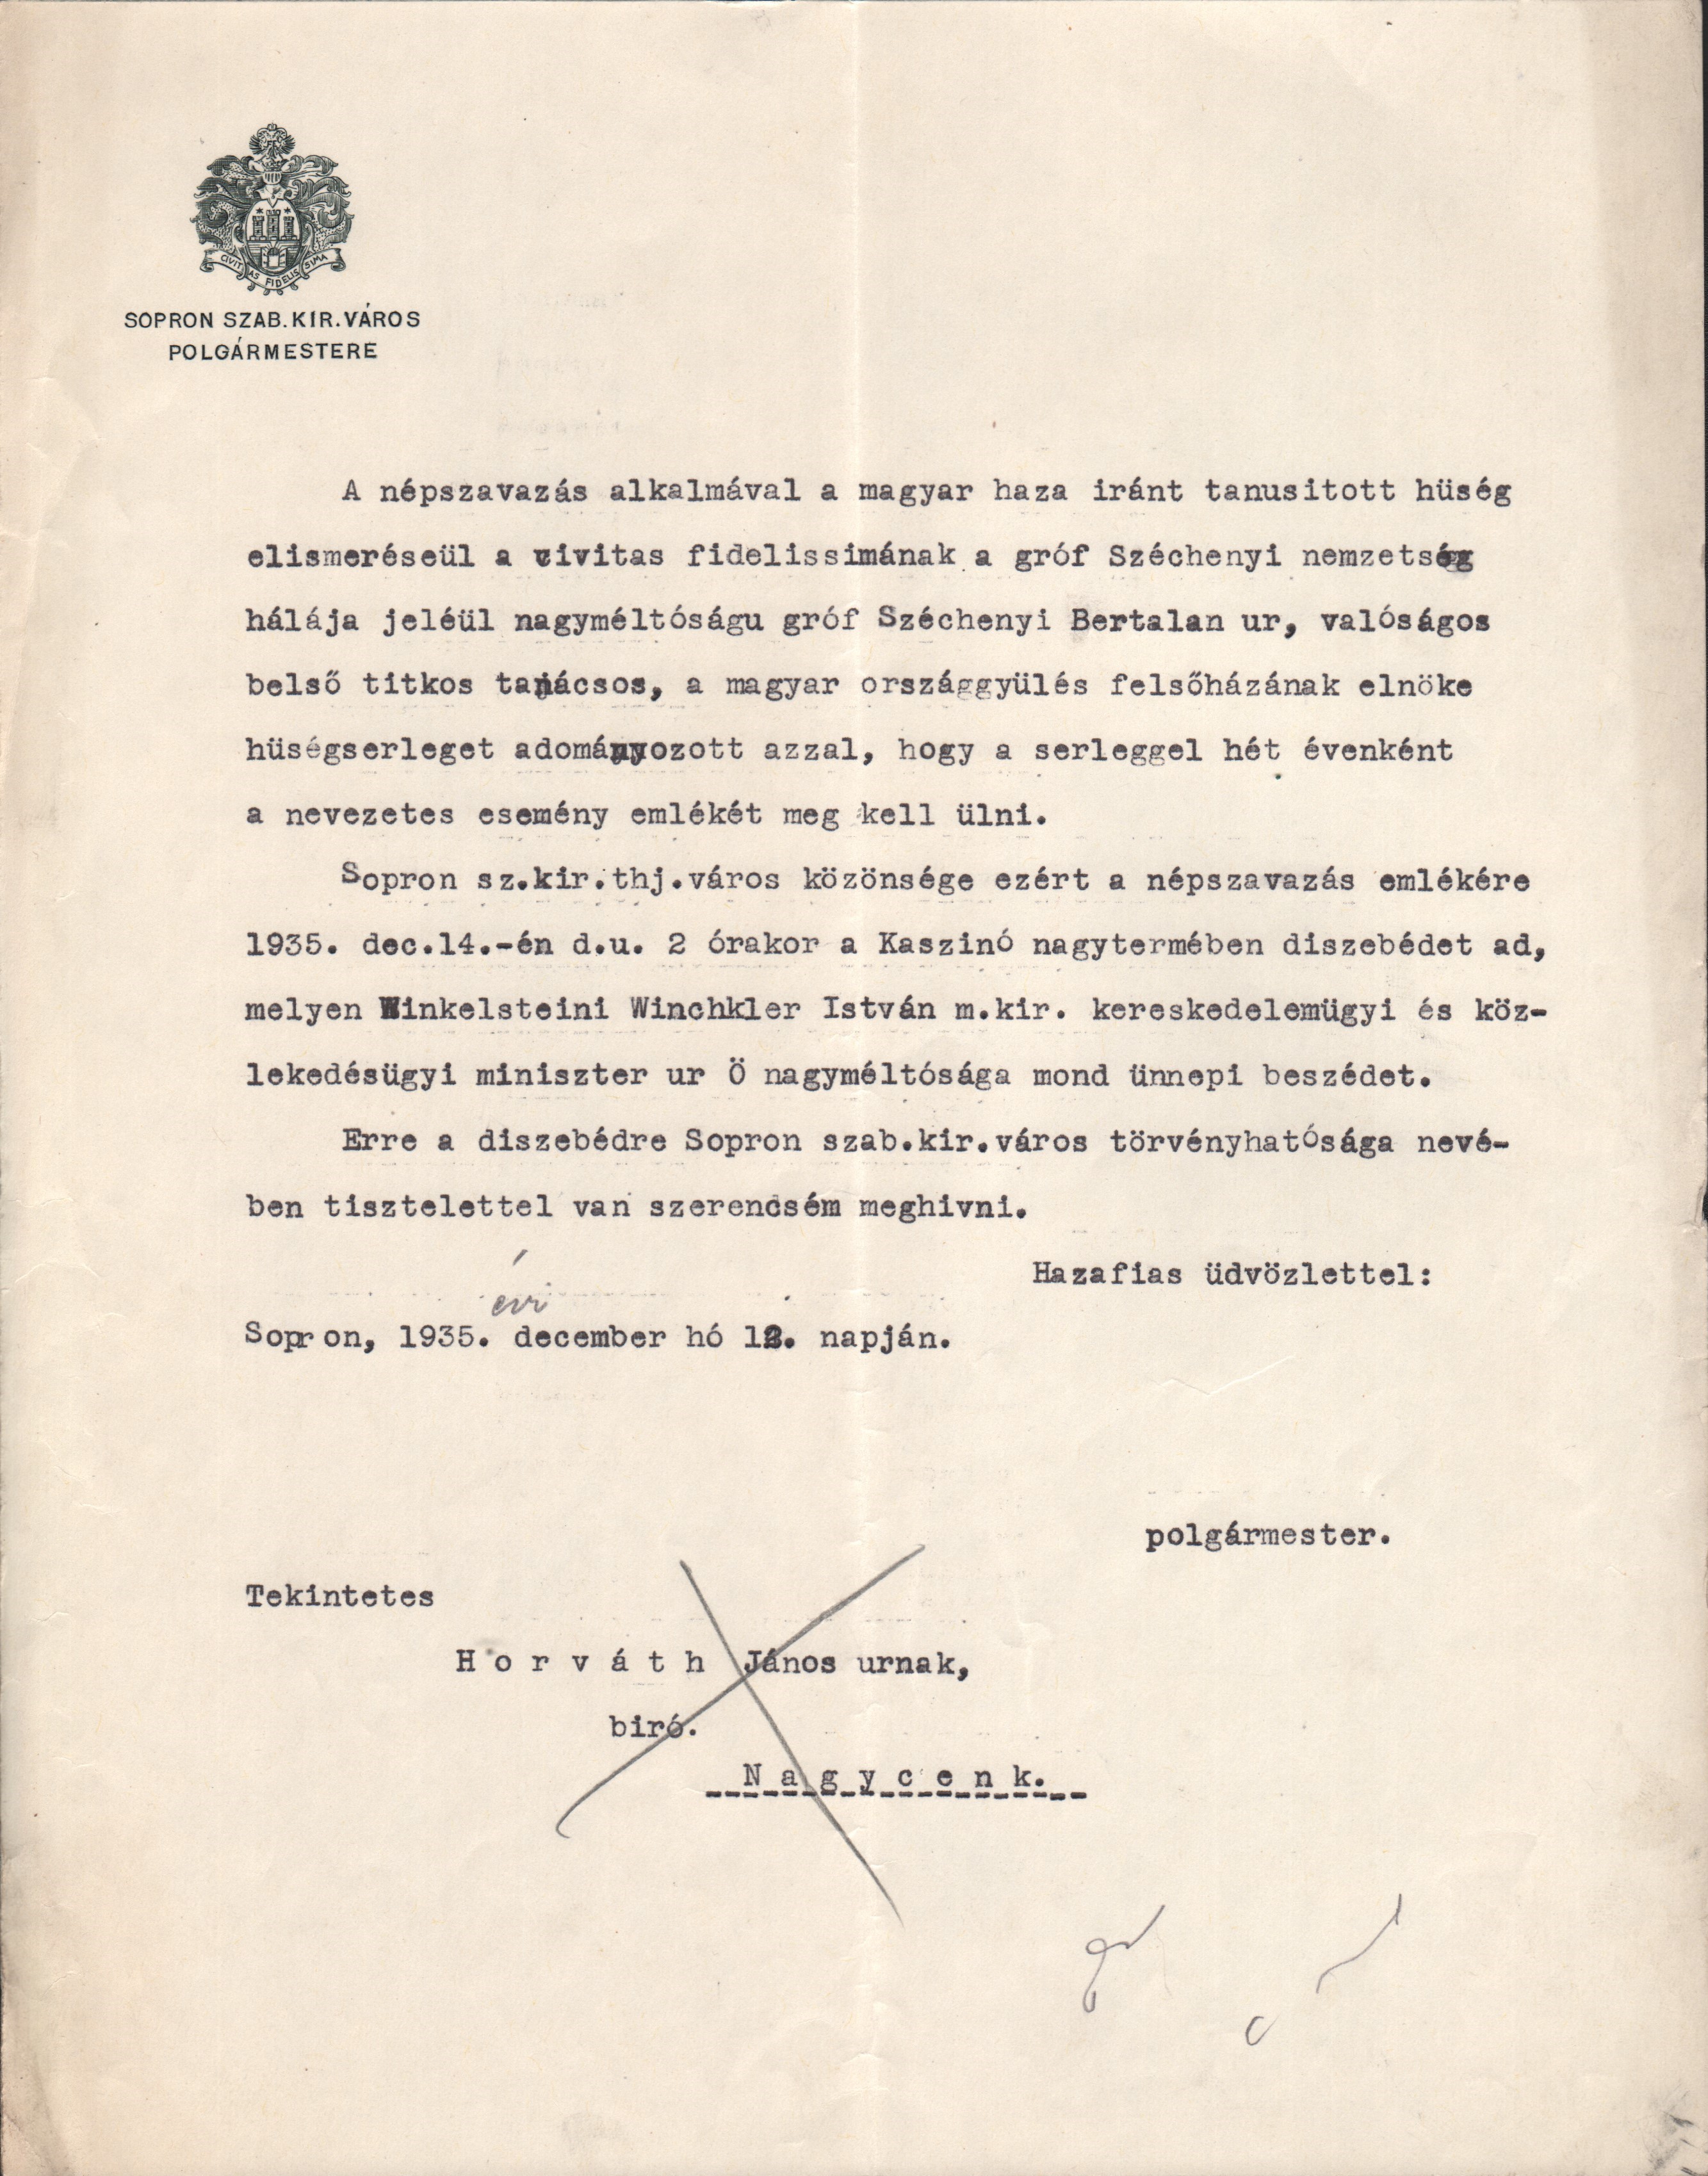 CIVITAS FIDELISSIMA
SOPRON SZAB.KIR.VÁROS
POLGÁRMESTERE
A népszavazás alkalmával a magyar haza iránt tanusitott hüség
elismeréseül a civitas fidelissimának a gróf Széchenyi nemzetség
hálája jeléül nagyméltóságu gróf Széchenyi Bertalan ur, valóságos
belső titkos tanácsos, a magyar országgyülés felsőházának elnöke
hüségserleget adományozott azzal, hogy a serleggel hét évenként
a nevezetes esemény emlékét meg kell ülni.
Sopron sz.kir.thj.város közönsége ezért a népszavazás emlékére
1935. dec.14.-én d.u. 2 órakor a Kaszinó nagytermében diszebédet ad,
melyen Winkelsteini Winchkler István m.kir. kereskedelemügyi és köz-
lekedésügyi miniszter ur Ö nagyméltósága mond ünnepi beszédet.
Erre a diszebédre Sopron szab.kir.város törvényhatósága nevé-
ben tisztelettel van szerencsém meghivni.
Hazafias üdvözlettel:
évi
Sopron, 1935. december hó 12. napján.
polgármester.
Tekintetes
Horváth János urnak,
biró.
Nagycenk.